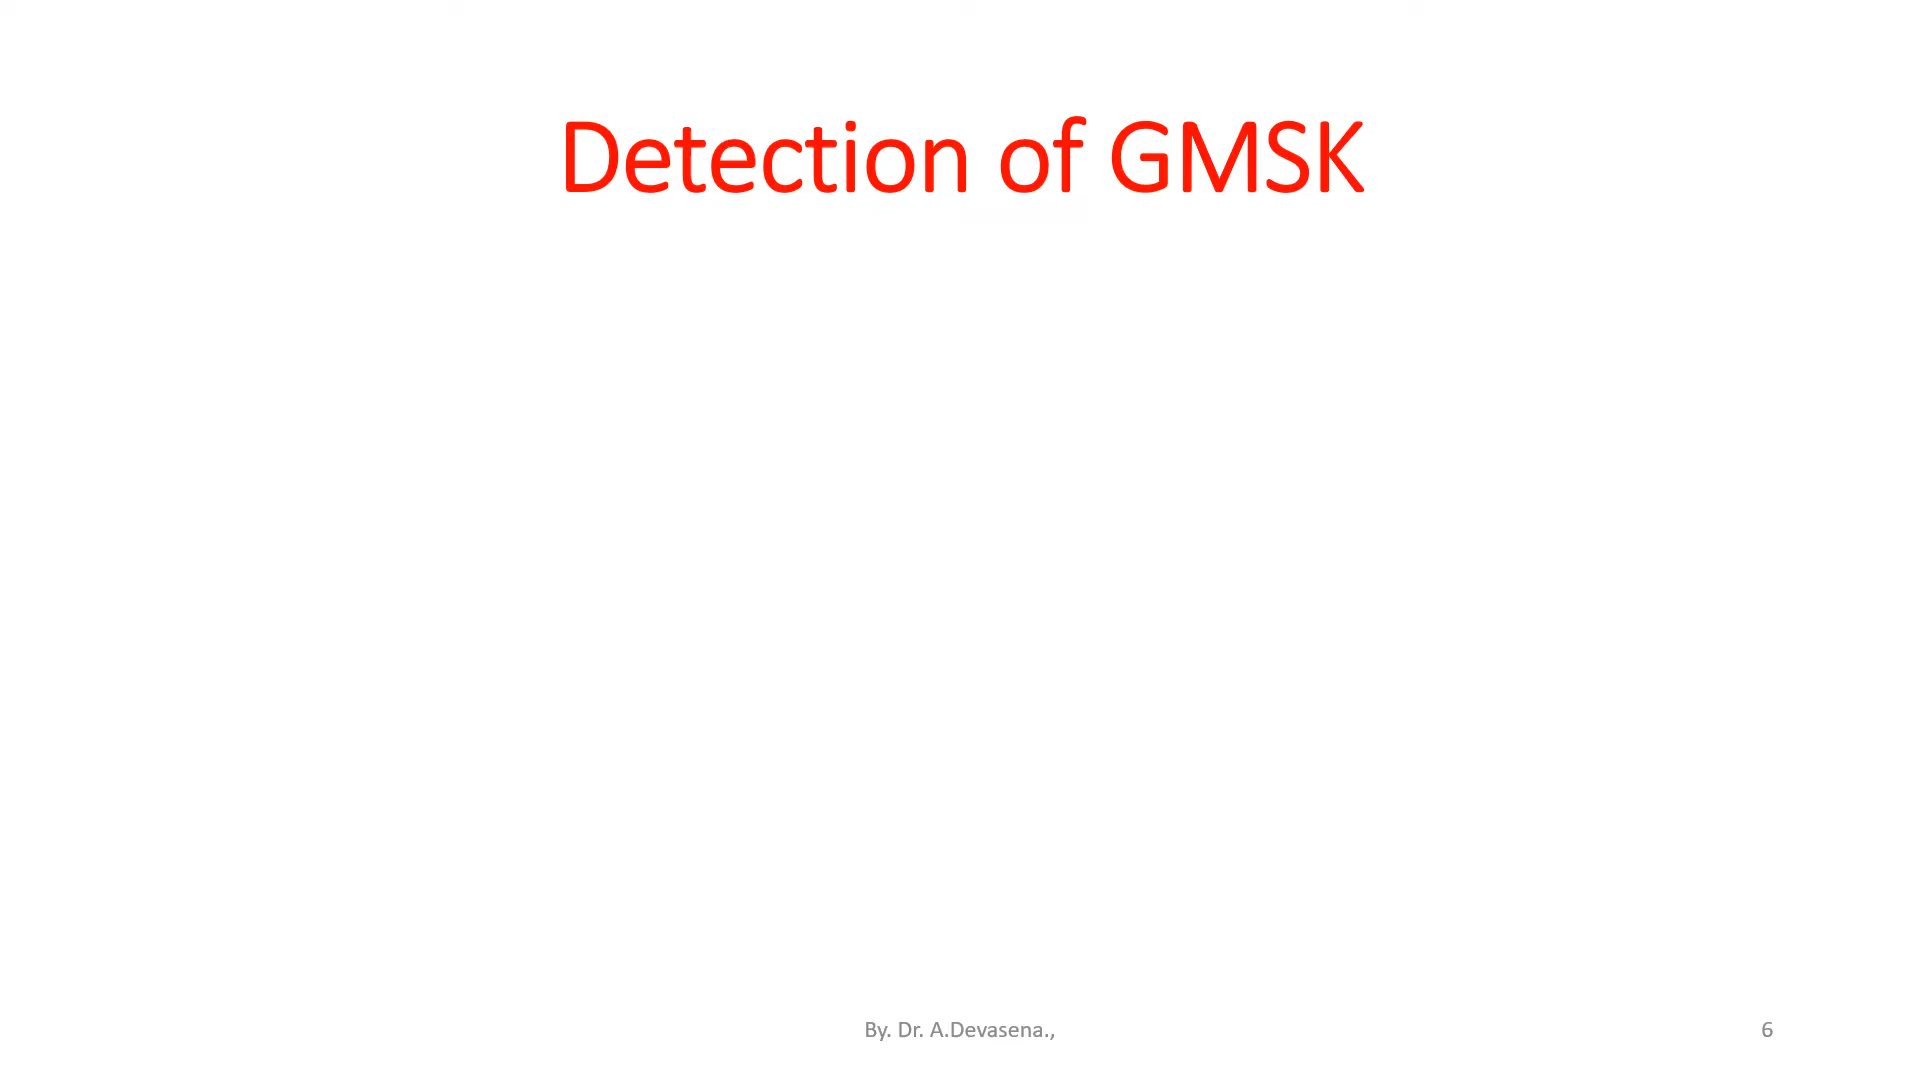 Detection of GMSK
By. Dr. A.Devasena.,
6